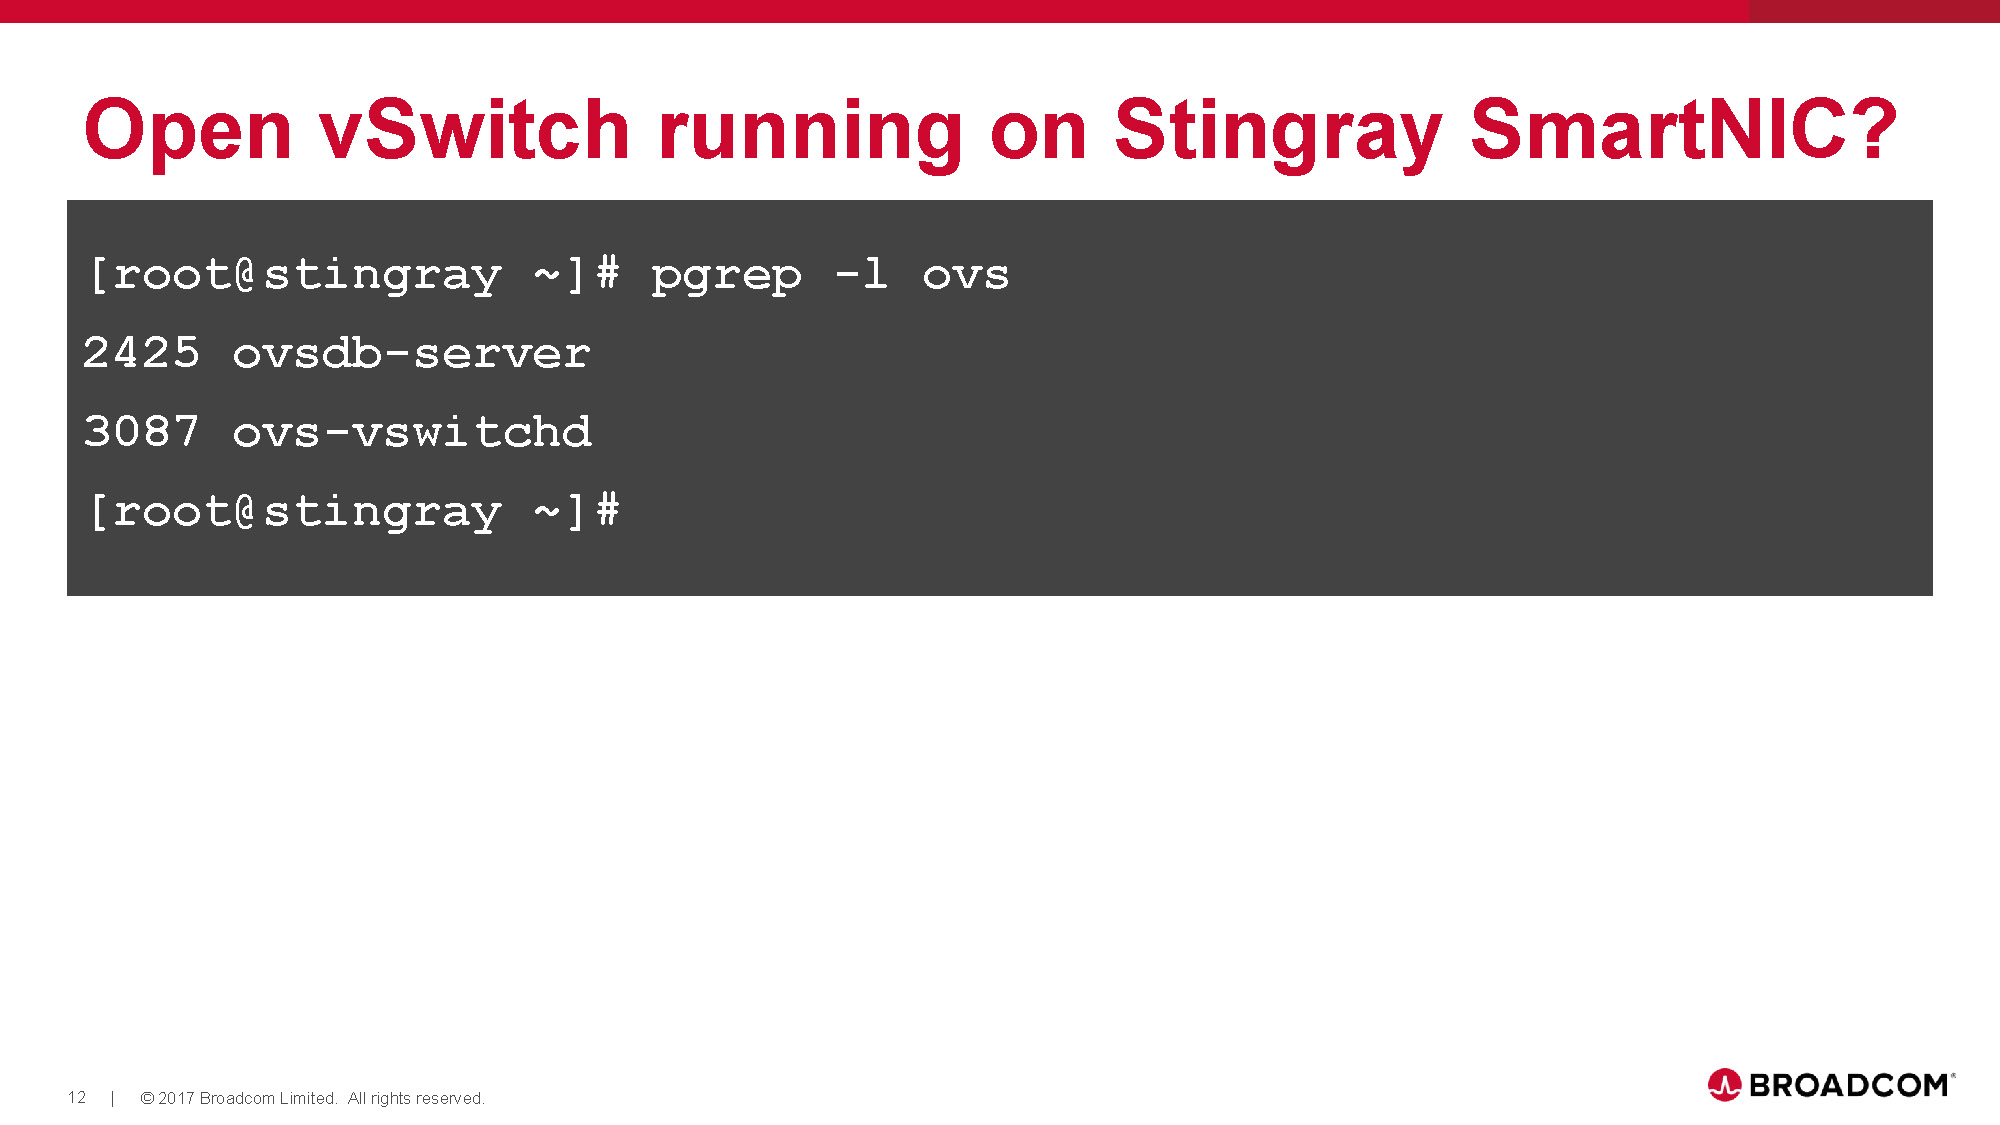 Open vSwitch running on Stingray SmartNIC?
[root@stingray ~]# pgrep -l ovs
2425 ovsdb-server
3087 ovs-vswitchd
[root@stingray ~]#
12 | © 2017 Broadcom Limited. All rights reserved.
BROADCOM®